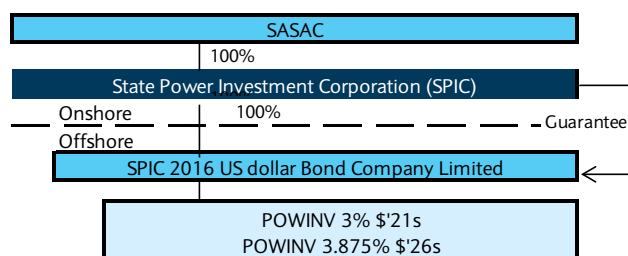 SASAC
100%
State Power Investment Corporation (SPIC)
Onshore
100%
Guarantee
Offshore
SPIC 2016 US dollar Bond Company Limited
POWINV 3% $'21s
POWINV 3.875% $'26s